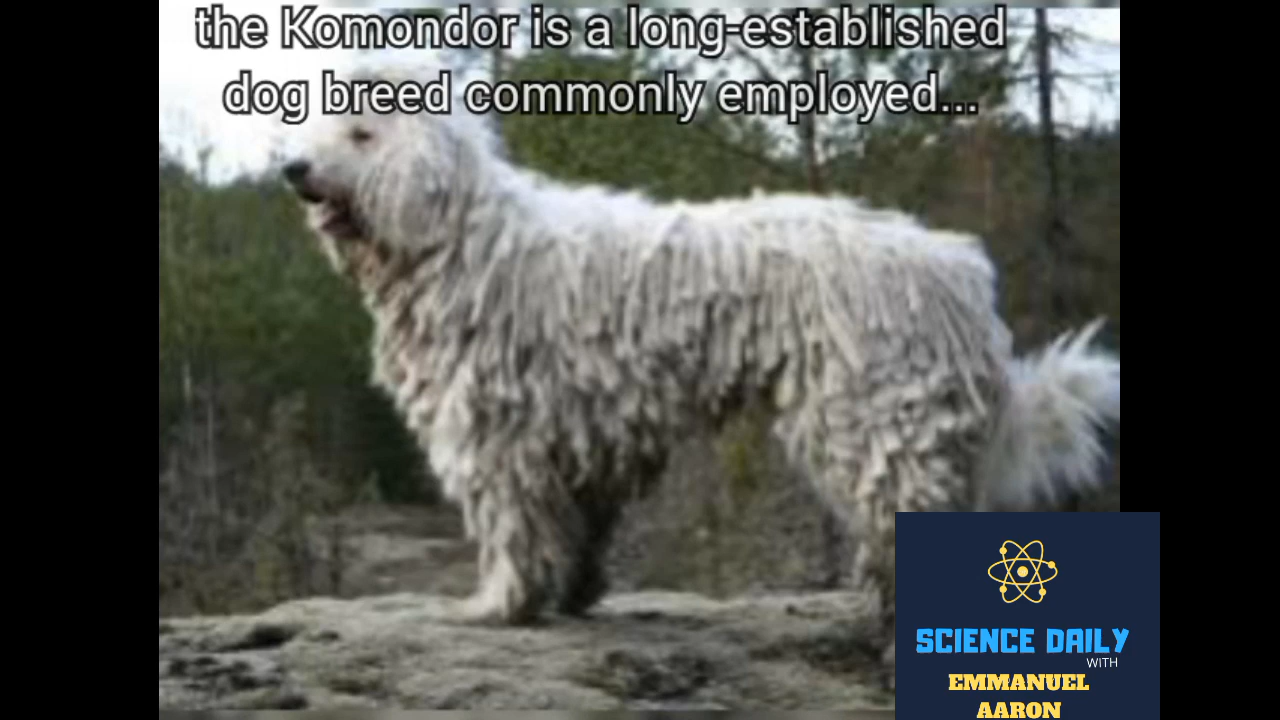 the Komondor is a long-established
dog breed commonly employed...
SCIENCE DAILY
WITH
EMMANUEL
AARON